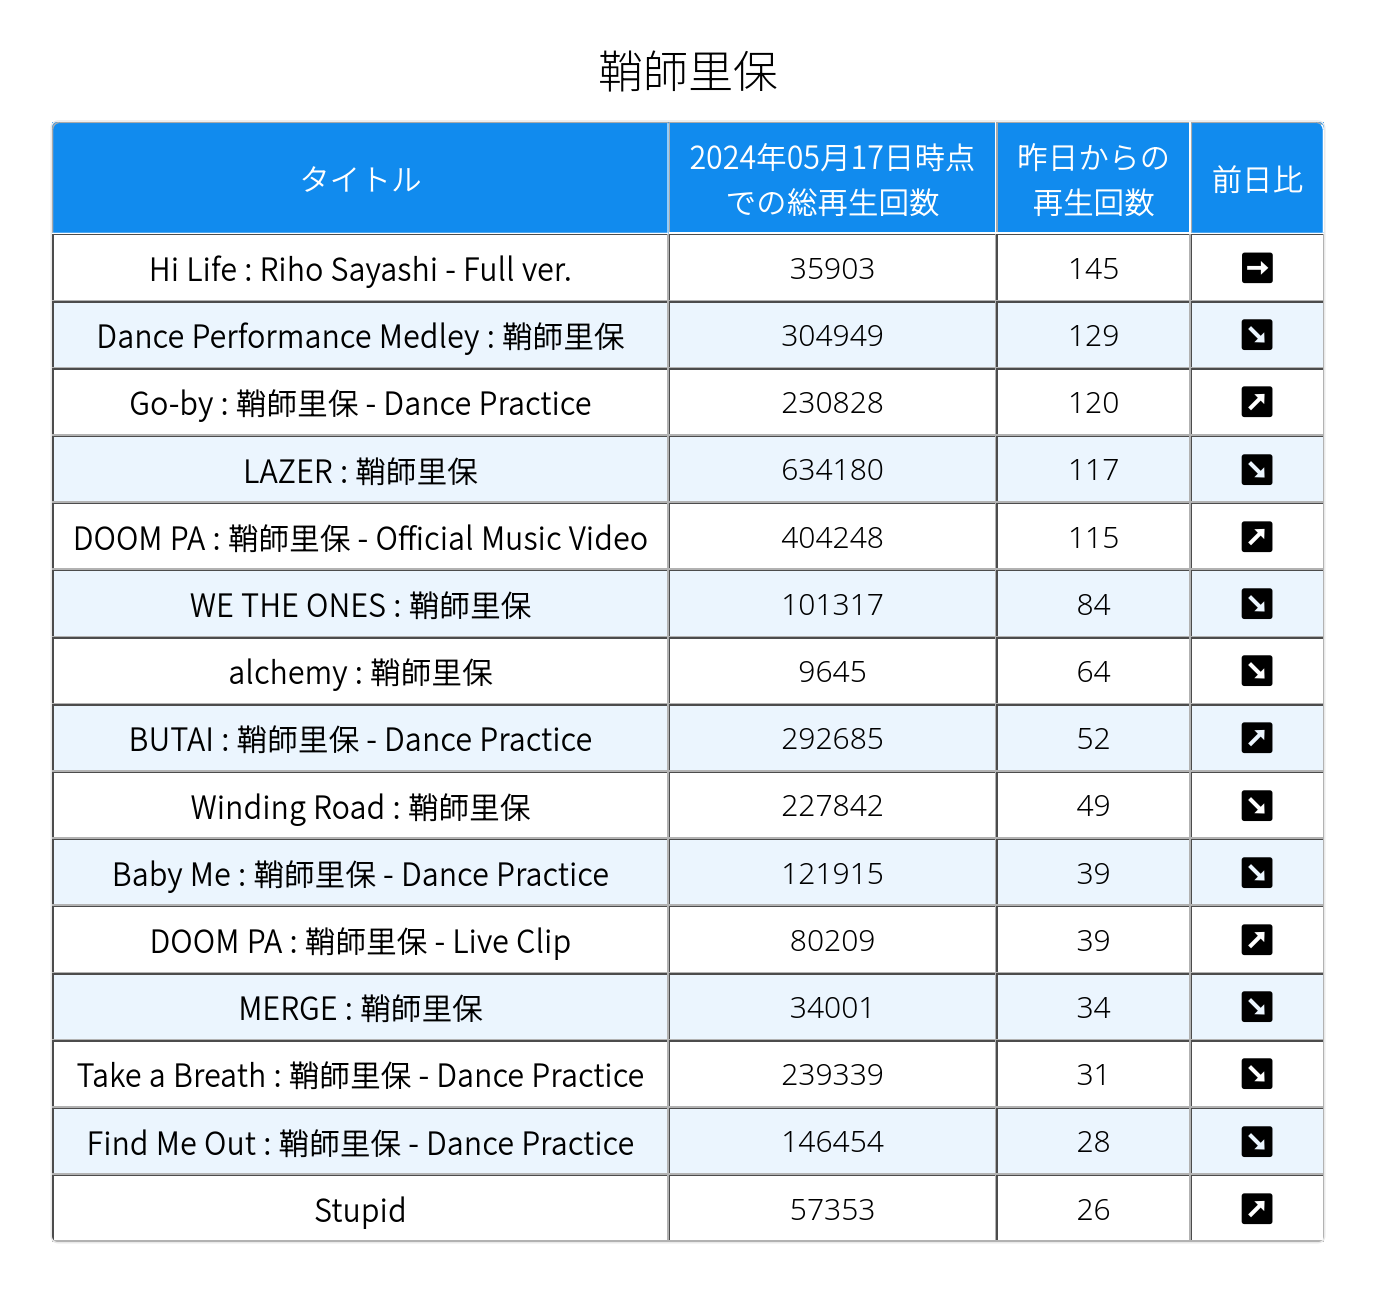 鞘師里保
タイトル 2024年05月17日時点での総再生回数 昨日からの再生回数 前日比
Hi Life : Riho Sayashi - Full ver. 35903 145 ➡
Dance Performance Medley : 鞘師里保 304949 129 ↘
Go-by : 鞘師里保 - Dance Practice 230828 120 ↗
LAZER : 鞘師里保 634180 117 ↘
DOOM PA : 鞘師里保 - Official Music Video 404248 115 ↗
WE THE ONES : 鞘師里保 101317 84 ↘
alchemy : 鞘師里保 9645 64 ↘
BUTAI : 鞘師里保 - Dance Practice 292685 52 ↗
Winding Road : 鞘師里保 227842 49 ↘
Baby Me : 鞘師里保 - Dance Practice 121915 39 ↘
DOOM PA : 鞘師里保 - Live Clip 80209 39 ↗
MERGE : 鞘師里保 34001 34 ↘
Take a Breath : 鞘師里保 - Dance Practice 239339 31 ↘
Find Me Out : 鞘師里保 - Dance Practice 146454 28 ↘
Stupid 57353 26 ↗